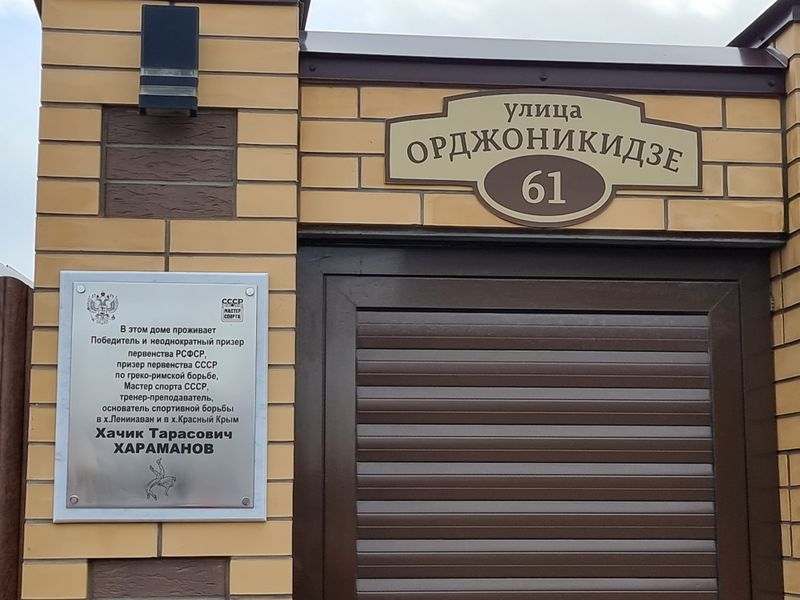 улица
ОРДЖОНИКИДЗЕ
61
СССР
МАСТЕР
СПОРТА
В этом доме проживает
Победитель и неоднократный призер
первенства РСФСР,
призер первенства СССР
по греко-римской борьбе,
Мастер спорта СССР,
тренер-преподаватель,
основатель спортивной борьбы
в х.Ленинаван и в х.Красный Крым
Хачик Тарасович
ХАРАМАНОВ